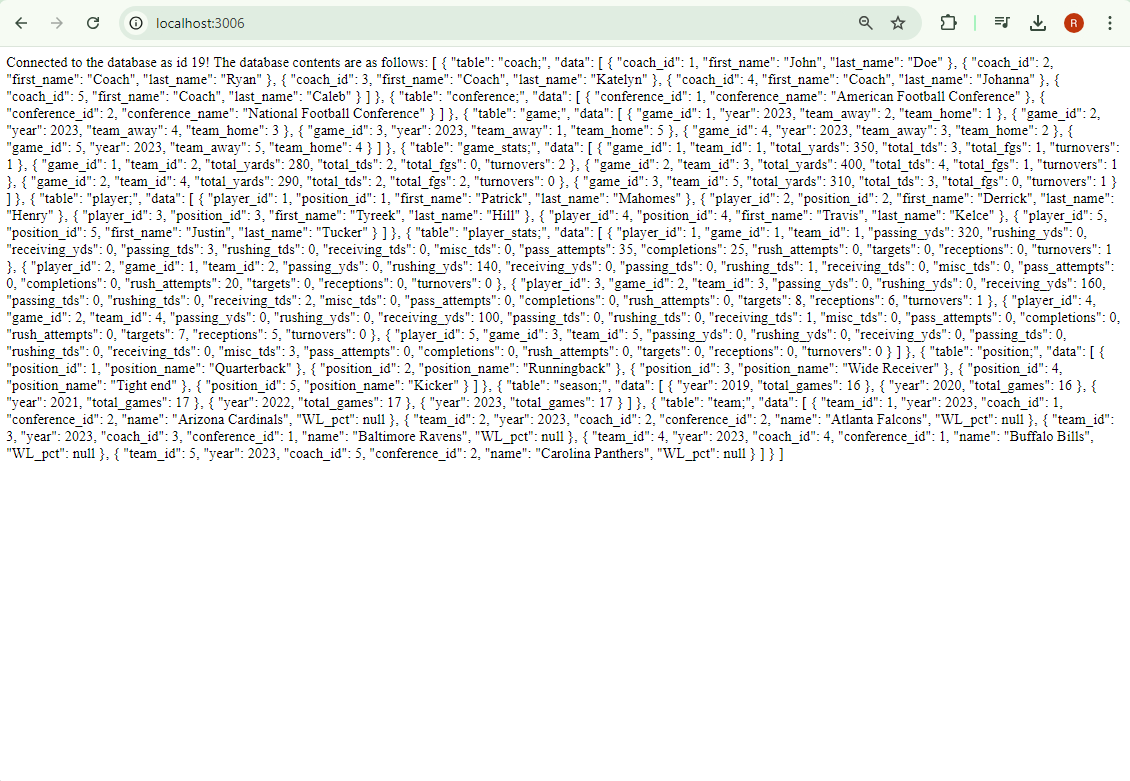 localhost:3006
R
Connected to the database as id 19! The database contents are as follows: [ { "table": "coach;", "data": [ { "coach_id": 1, "first_name": "John", "last_name": "Doe" }, { "coach_id": 2,
"first_name": "Coach", "last_name": "Ryan" }, { "coach_id": 3, "first_name": "Coach", "last_name": "Katelyn" }, { "coach_id": 4, "first_name": "Coach", "last_name": "Johanna" }, {
"coach_id": 5, "first_name": "Coach", "last_name": "Caleb" } ] }, { "table": "conference;", "data": [ { "conference_id": 1, "conference_name": "American Football Conference" }, {
"conference_id": 2, "conference_name": "National Football Conference" } ] }, { "table": "game;", "data": [ { "game_id": 1, "year": 2023, "team_away": 2, "team_home": 1 }, { "game_id": 2,
"year": 2023, "team_away": 4, "team_home": 3 }, { "game_id": 3, "year": 2023, "team_away": 1, "team_home": 5 }, { "game_id": 4, "year": 2023, "team_away": 3, "team_home": 2 }, {
"game_id": 5, "year": 2023, "team_away": 5, "team_home": 4 } ] }, { "table": "game_stats;", "data": [ { "game_id": 1, "team_id": 1, "total_yards": 350, "total_tds": 3, "total_fgs": 1, "turnovers":
1 }, { "game_id": 1, "team_id": 2, "total_yards": 280, "total_tds": 2, "total_fgs": 0, "turnovers": 2 }, { "game_id": 2, "team_id": 3, "total_yards": 400, "total_tds": 4, "total_fgs": 1, "turnovers": 1
}, { "game_id": 2, "team_id": 4, "total_yards": 290, "total_tds": 2, "total_fgs": 2, "turnovers": 0 }, { "game_id": 3, "team_id": 5, "total_yards": 310, "total_tds": 3, "total_fgs": 0, "turnovers": 1 }
] }, { "table": "player;", "data": [ { "player_id": 1, "position_id": 1, "first_name": "Patrick", "last_name": "Mahomes" }, { "player_id": 2, "position_id": 2, "first_name": "Derrick", "last_name":
"Henry" }, { "player_id": 3, "position_id": 3, "first_name": "Tyreek", "last_name": "Hill" }, { "player_id": 4, "position_id": 4, "first_name": "Travis", "last_name": "Kelce" }, { "player_id": 5,
"position_id": 5, "first_name": "Justin", "last_name": "Tucker" } ] }, { "table": "player_stats;", "data": [ { "player_id": 1, "game_id": 1, "team_id": 1, "passing_yds": 320, "rushing_yds": 0,
"receiving_yds": 0, "passing_tds": 3, "rushing_tds": 0, "receiving_tds": 0, "misc_tds": 0, "pass_attempts": 35, "completions": 25, "rush_attempts": 0, "targets": 0, "receptions": 0, "turnovers": 1
}, { "player_id": 2, "game_id": 1, "team_id": 2, "passing_yds": 0, "rushing_yds": 140, "receiving_yds": 0, "passing_tds": 0, "rushing_tds": 1, "receiving_tds": 0, "misc_tds": 0, "pass_attempts":
0, "completions": 0, "rush_attempts": 20, "targets": 0, "receptions": 0, "turnovers": 0 }, { "player_id": 3, "game_id": 2, "team_id": 3, "passing_yds": 0, "rushing_yds": 0, "receiving_yds": 160,
"passing_tds": 0, "rushing_tds": 0, "receiving_tds": 2, "misc_tds": 0, "pass_attempts": 0, "completions": 0, "rush_attempts": 0, "targets": 8, "receptions": 6, "turnovers": 1 }, { "player_id": 4,
"game_id": 2, "team_id": 4, "passing_yds": 0, "rushing_yds": 0, "receiving_yds": 100, "passing_tds": 0, "rushing_tds": 0, "receiving_tds": 1, "misc_tds": 0, "pass_attempts": 0, "completions": 0,
"rush_attempts": 0, "targets": 7, "receptions": 5, "turnovers": 0 }, { "player_id": 5, "game_id": 3, "team_id": 5, "passing_yds": 0, "rushing_yds": 0, "receiving_yds": 0, "passing_tds": 0,
"rushing_tds": 0, "receiving_tds": 0, "misc_tds": 3, "pass_attempts": 0, "completions": 0, "rush_attempts": 0, "targets": 0, "receptions": 0, "turnovers": 0 } ] }, { "table": "position;", "data": [ {
"position_id": 1, "position_name": "Quarterback" }, { "position_id": 2, "position_name": "Runningback" }, { "position_id": 3, "position_name": "Wide Receiver" }, { "position_id": 4,
"position_name": "Tight end" }, { "position_id": 5, "position_name": "Kicker" } ] }, { "table": "season;", "data": [ { "year": 2019, "total_games": 16 }, { "year": 2020, "total_games": 16 }, {
"year": 2021, "total_games": 17 }, { "year": 2022, "total_games": 17 }, { "year": 2023, "total_games": 17 } ] }, { "table": "team;", "data": [ { "team_id": 1, "year": 2023, "coach_id": 1,
"conference_id": 2, "name": "Arizona Cardinals", "WL_pct": null }, { "team_id": 2, "year": 2023, "coach_id": 2, "conference_id": 2, "name": "Atlanta Falcons", "WL_pct": null }, { "team_id":
3, "year": 2023, "coach_id": 3, "conference_id": 1, "name": "Baltimore Ravens", "WL_pct": null }, { "team_id": 4, "year": 2023, "coach_id": 4, "conference_id": 1, "name": "Buffalo Bills",
"WL_pct": null }, { "team_id": 5, "year": 2023, "coach_id": 5, "conference_id": 2, "name": "Carolina Panthers", "WL_pct": null } ] } ]